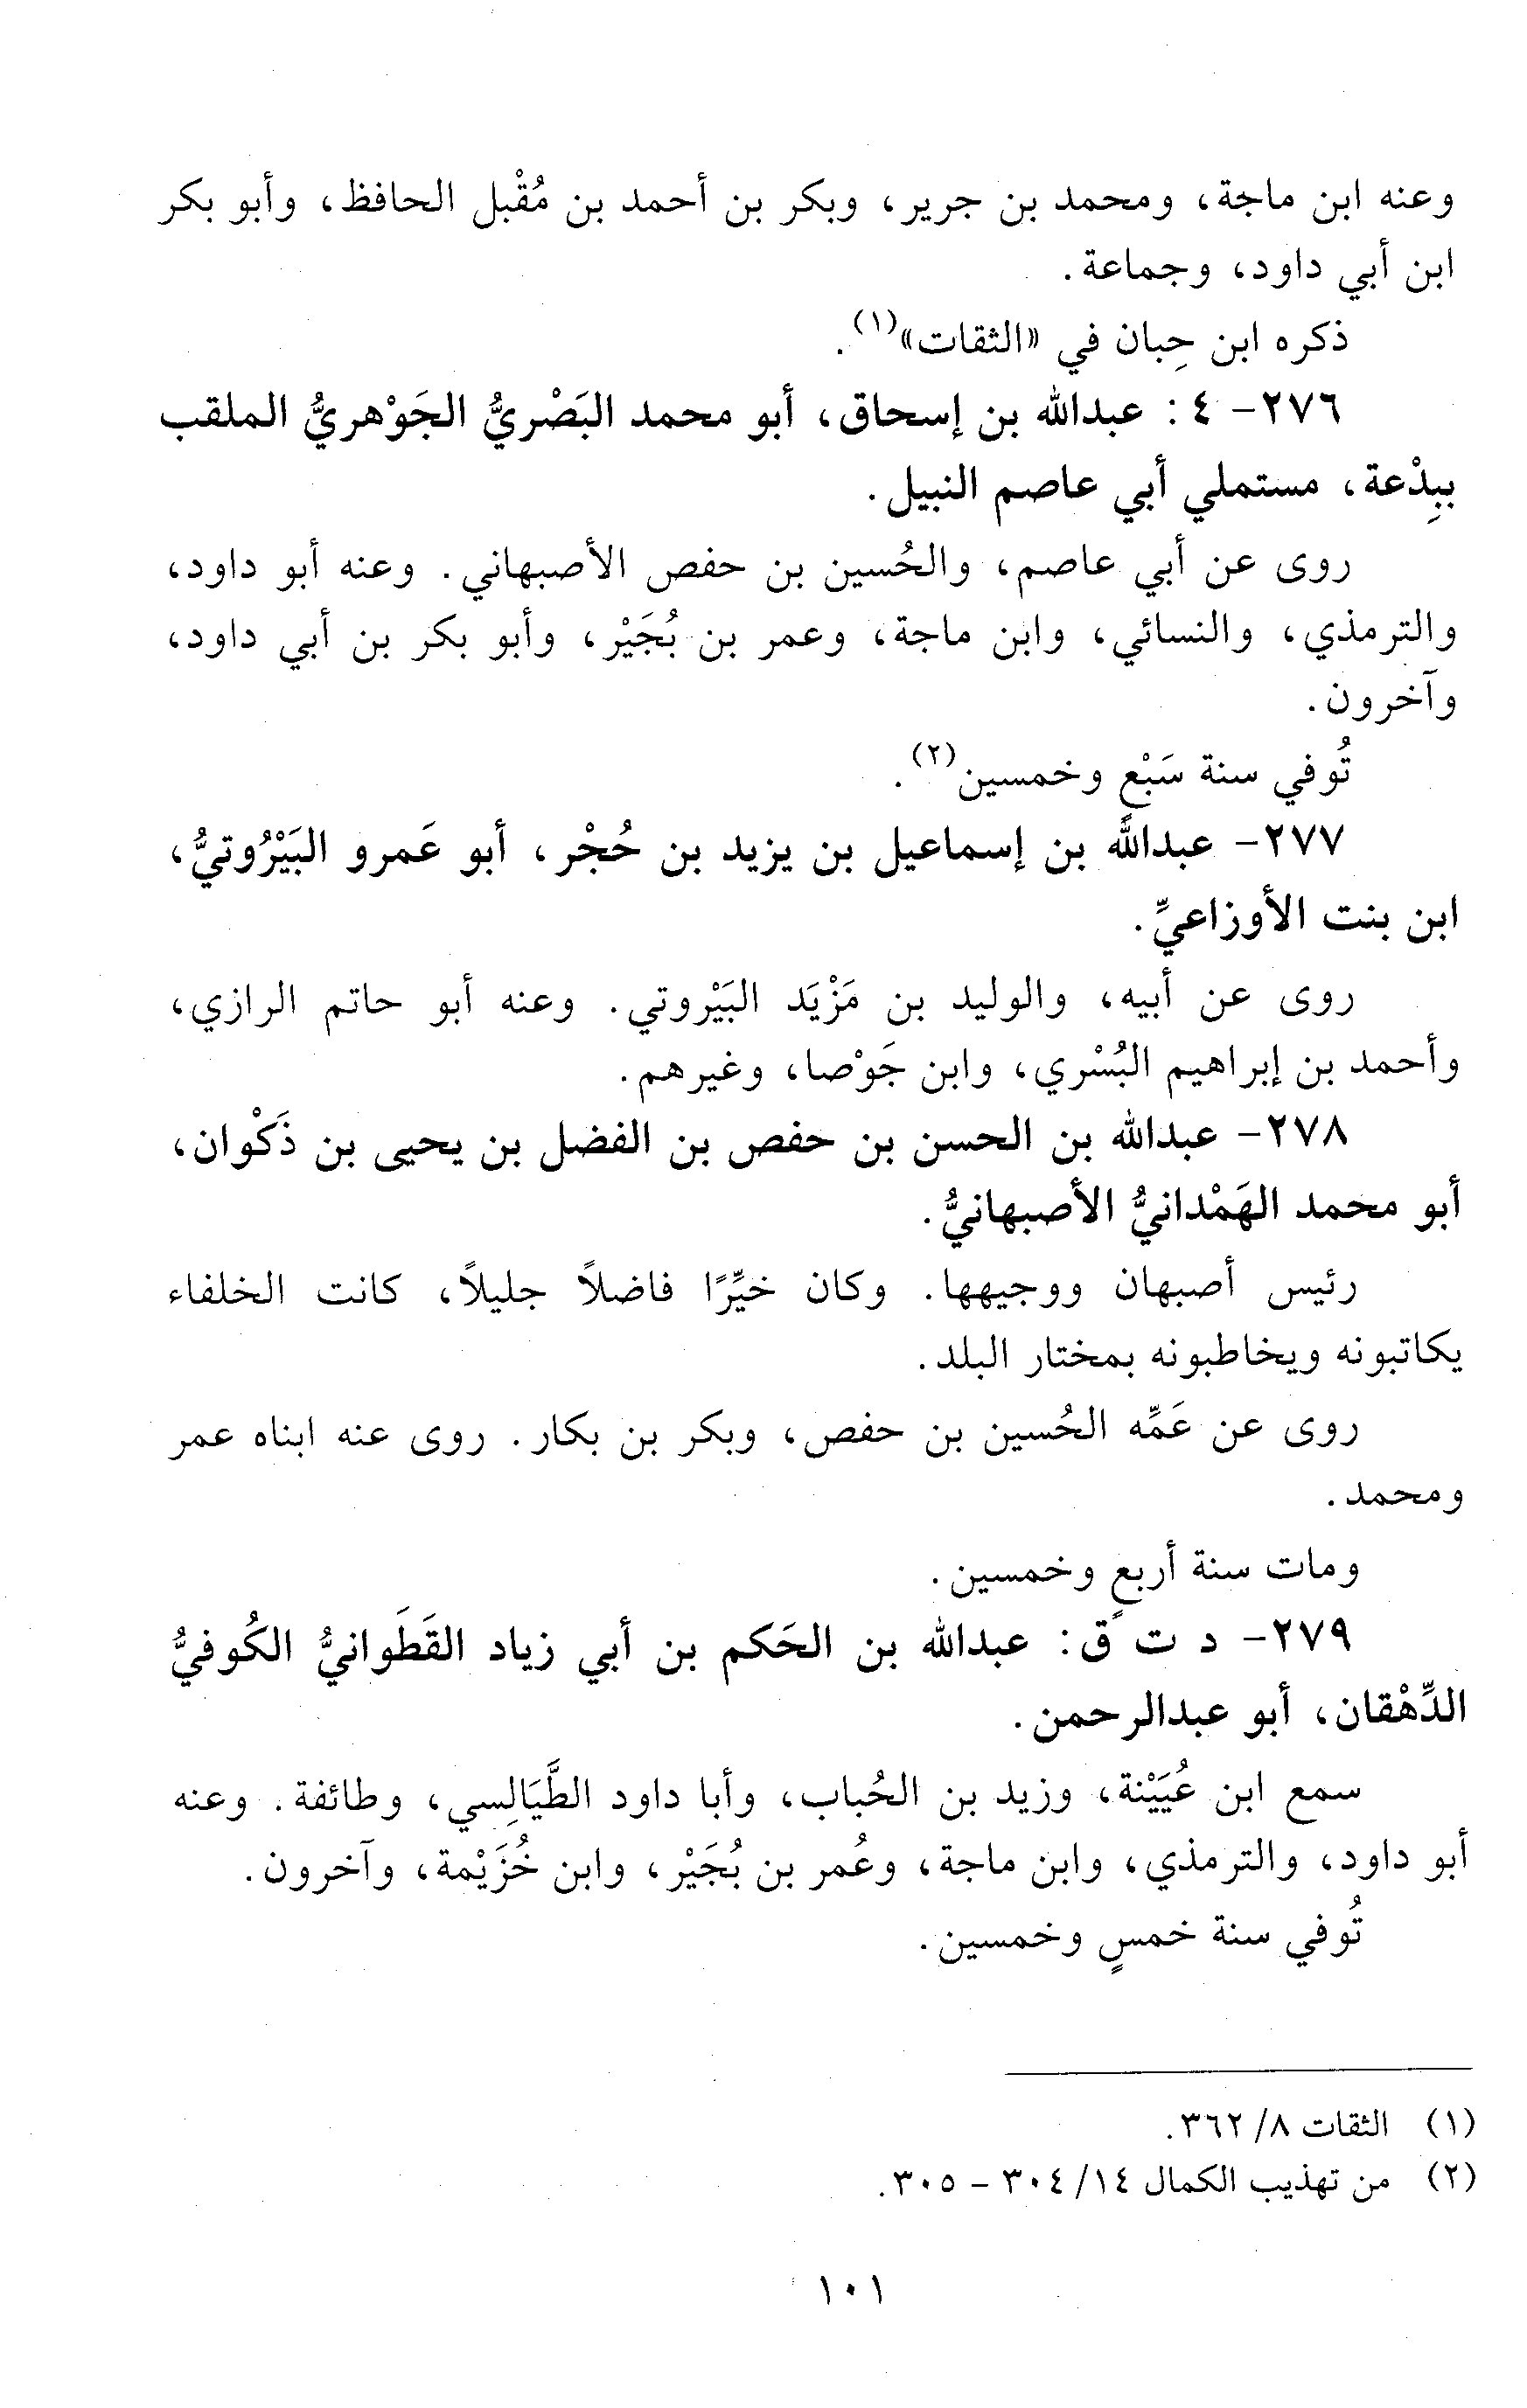 وعنه ابن ماجة، ومحمد بن جرير، وبكر بن أحمد بن مُقْبل الحافظ، وأبو بكر
ابن أبي داود، وجماعة.
ذكره ابن حِبان في «الثقات»(١).
٢٧٦- ٤: عبدالله بن إسحاق، أبو محمد البَصْريُّ الجَوْهريُّ الملقب
ببِدْعة، مستملي أبي عاصم النبيل.
روى عن أبي عاصم، والحُسين بن حفص الأصبهاني. وعنه أبو داود،
والترمذي، والنسائي، وابن ماجة، وعمر بن بُجَيْر، وأبو بكر بن أبي داود،
وآخرون.
تُوفي سنة سَبْعٍ وخمسين(٢).
٢٧٧- عبدالله بن إسماعيل بن يزيد بن حُجْر، أبو عَمرو البَيْرُوتيُّ،
ابن بنت الأوزاعيِّ.
روى عن أبيه، والوليد بن مَزْيَد البَيْروتي. وعنه أبو حاتم الرازي،
وأحمد بن إبراهيم البُسْري، وابن جَوْصا، وغيرهم.
٢٧٨- عبدالله بن الحسن بن حفص بن الفضل بن يحيى بن ذَكْوان،
أبو محمد الهَمْدانيُّ الأصبهانيُّ.
رئيس أصبهان ووجيهها. وكان خيِّرًا فاضلاً جليلاً، كانت الخلفاء
يكاتبونه ويخاطبونه بمختار البلد.
روى عن عَمِّه الحُسين بن حفص، وبكر بن بكار. روى عنه ابناه عمر
ومحمد.
ومات سنة أربعٍ وخمسين.
٢٧٩- د ت ق: عبدالله بن الحَكم بن أبي زياد القَطَوانيُّ الكُوفيُّ
الدِّهْقان، أبو عبدالرحمن.
سمع ابن عُيَيْنة، وزيد بن الحُباب، وأبا داود الطَّيَالِسي، وطائفة. وعنه
أبو داود، والترمذي، وابن ماجة، وعُمر بن بُجَيْر، وابن خُزَيْمة، وآخرون.
تُوفي سنة خمسٍ وخمسين.
(١) الثقات ٨/ ٣٦٢.
(٢) من تهذيب الكمال ١٤/ ٣٠٤ - ٣٠٥.
١٠١